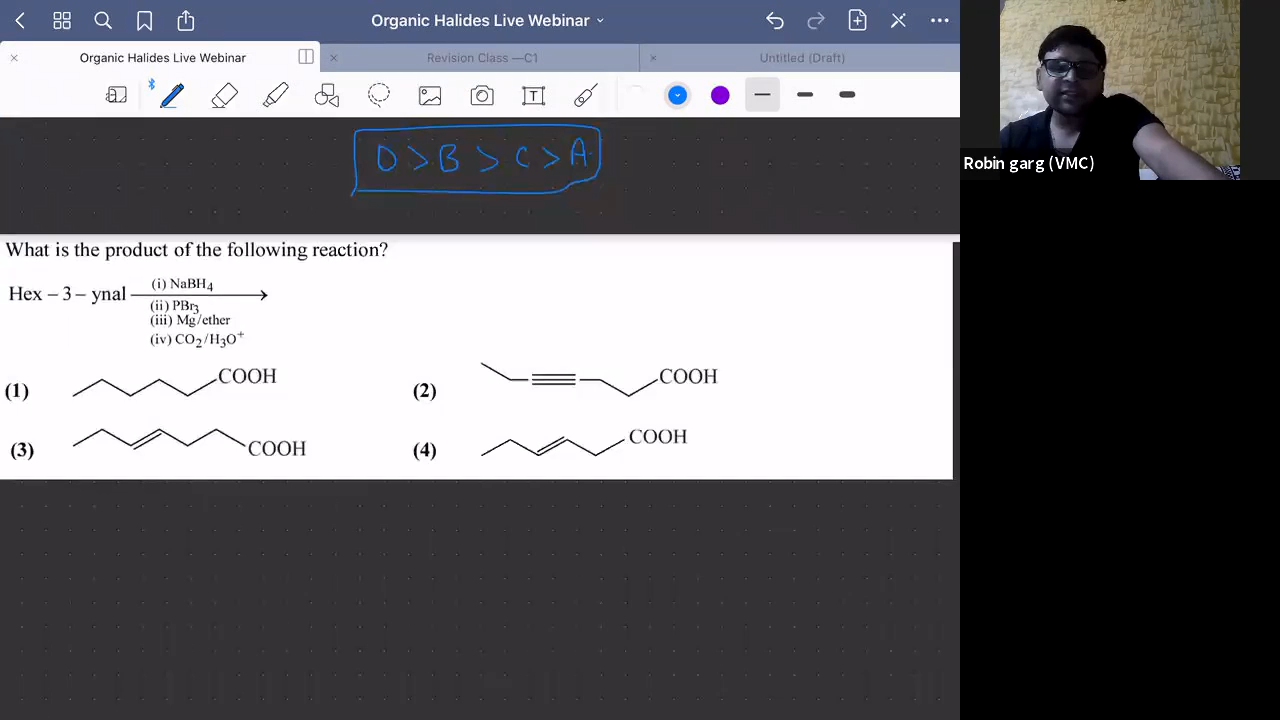 Organic Halides Live Webinar
Organic Halides Live Webinar
Revision Class —C1
Untitled (Draft)
T
Robin garg (VMC)
D > B > C > A
What is the product of the following reaction?
Hex – 3 – ynal
(i) NaBH4
(ii) PBr3
(iii) Mg/ether
(iv) CO2/H3O+
(1)
COOH
(2)
COOH
(3)
COOH
(4)
COOH